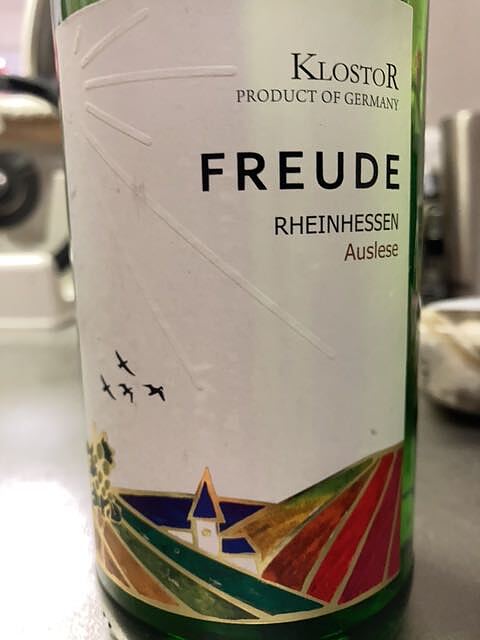 KLOSTOR
PRODUCT OF GERMANY
FREUDE
RHEINHESSEN
Auslese